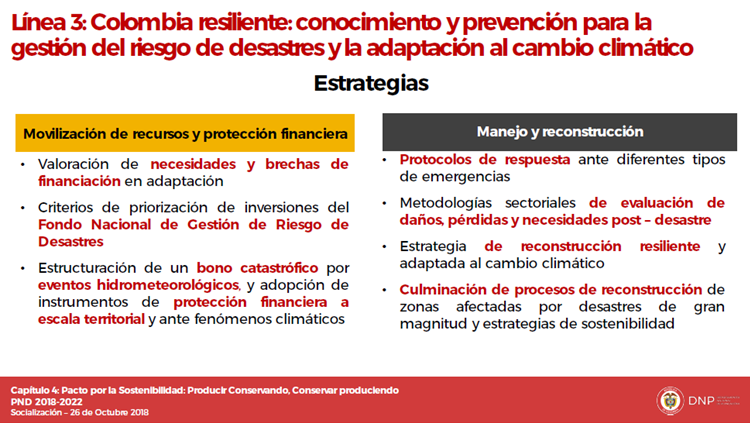 Línea 3: Colombia resiliente: conocimiento y prevención para la
gestión del riesgo de desastres y la adaptación al cambio climático
Estrategias
Movilización de recursos y protección financiera
• Valoración de necesidades y brechas de
financiación en adaptación
• Criterios de priorización de inversiones del
Fondo Nacional de Gestión de Riesgo de
Desastres
• Estructuración de un bono catastrófico por
eventos hidrometeorológicos, y adopción de
instrumentos de protección financiera a
escala territorial y ante fenómenos climáticos
Manejo y reconstrucción
• Protocolos de respuesta ante diferentes tipos
de emergencias
• Metodologías sectoriales de evaluación de
daños, pérdidas y necesidades post – desastre
• Estrategia de reconstrucción resiliente y
adaptada al cambio climático
• Culminación de procesos de reconstrucción de
zonas afectadas por desastres de gran
magnitud y estrategias de sostenibilidad
Capítulo 4: Pacto por la Sostenibilidad: Producir Conservando, Conservar produciendo
PND 2018-2022
Socialización – 26 de Octubre 2018
DNP